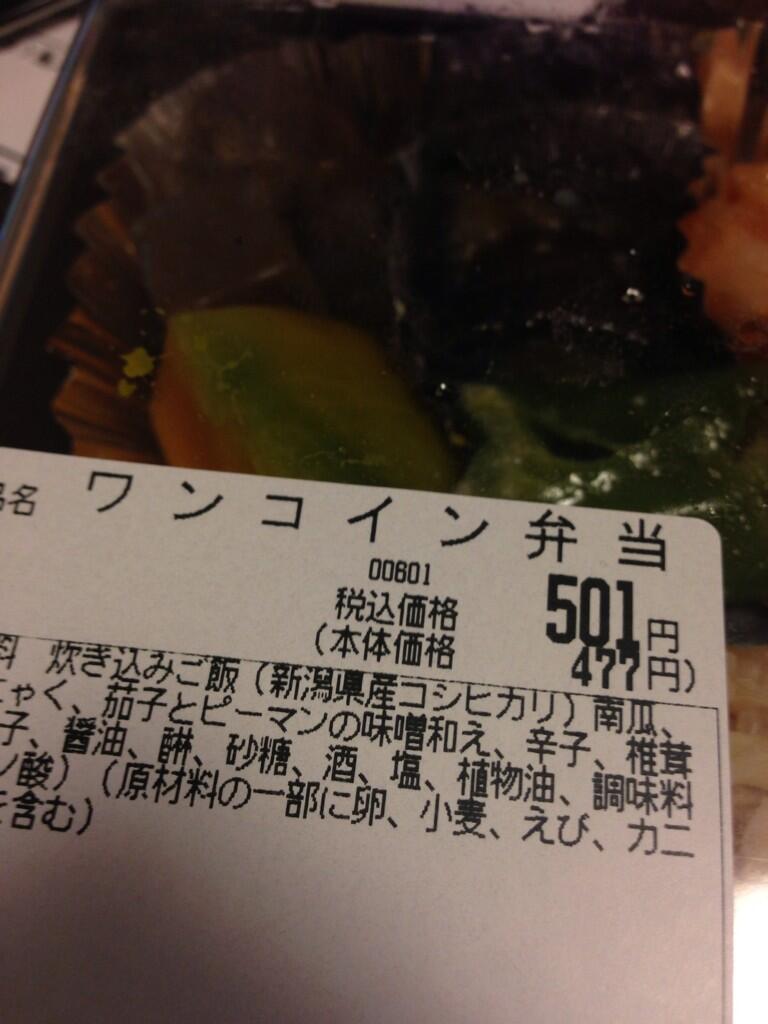 品名 ワンコイン弁当
00601
税込価格 501円
(本体価格 477円)
料 炊き込みご飯(新潟県産コシヒカリ)南瓜、
にゃく、茄子とピーマンの味噌和え、辛子、椎茸
子、醤油、酥、砂糖、酒、塩、植物油、調味料
ノ酸)(原材料の一部に卵、小麦、えび、カニ
を含む)